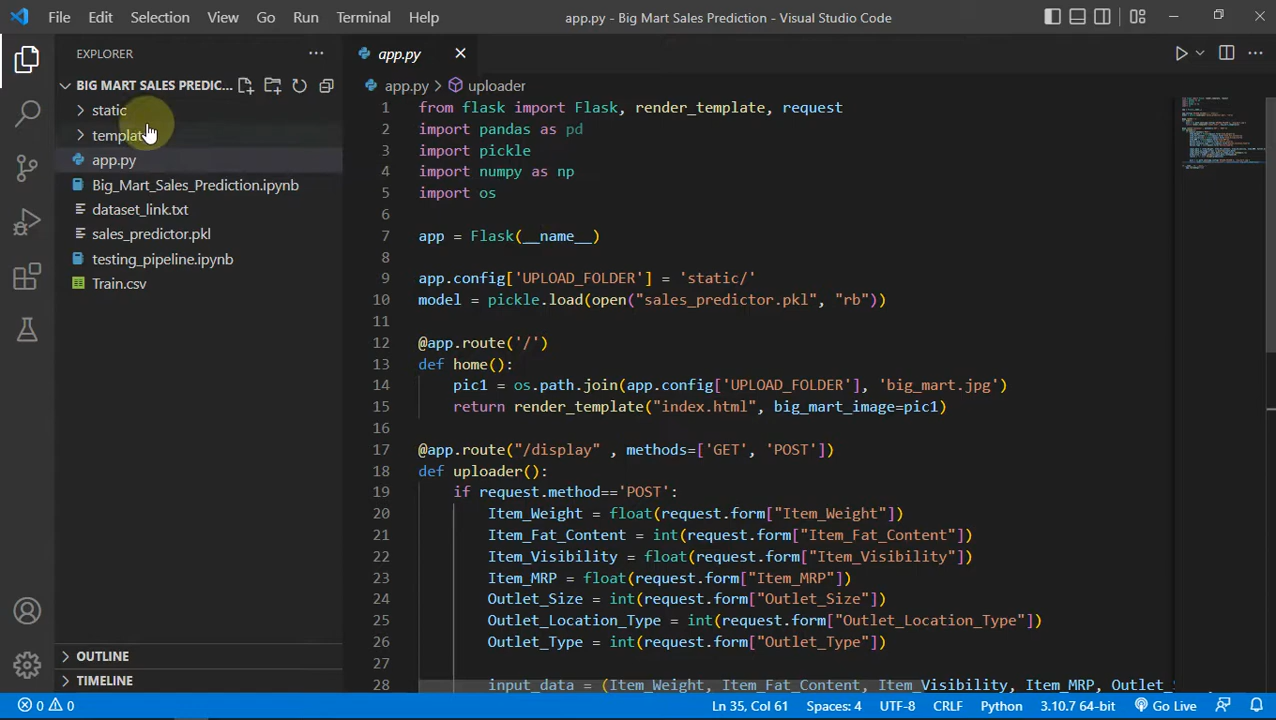 File Edit Selection View Go Run Terminal Help
app.py - Big Mart Sales Prediction - Visual Studio Code
EXPLORER
BIG MART SALES PREDIC...
static
app.py
Big_Mart_Sales_Prediction.ipynb
dataset_link.txt
sales_predictor.pkl
testing_pipeline.ipynb
Train.csv
OUTLINE
TIMELINE
app.py
app.py > uploader
1 from flask import Flask, render_template, request
2 import pandas as pd
3 import pickle
4 import numpy as np
5 import os
6
7 app = Flask(__name__)
8
9 app.config['UPLOAD_FOLDER'] = 'static/'
10 model = pickle.load(open("sales_predictor.pkl", "rb"))
11
12 @app.route('/')
13 def home():
14 pic1 = os.path.join(app.config['UPLOAD_FOLDER'], 'big_mart.jpg')
15 return render_template("index.html", big_mart_image=pic1)
16
17 @app.route("/display" , methods=['GET', 'POST'])
18 def uploader():
19 if request.method=='POST':
20 Item_Weight = float(request.form["Item_Weight"])
21 Item_Fat_Content = int(request.form["Item_Fat_Content"])
22 Item_Visibility = float(request.form["Item_Visibility"])
23 Item_MRP = float(request.form["Item_MRP"])
24 Outlet_Size = int(request.form["Outlet_Size"])
25 Outlet_Location_Type = int(request.form["Outlet_Location_Type"])
26 Outlet_Type = int(request.form["Outlet_Type"])
27
28 input_data = (Item_Weight, Item_Fat_Content, Item_Visibility, Item_MRP, Outlet_S
0 0 Ln 35, Col 61 Spaces: 4 UTF-8 CRLF Python 3.10.7 64-bit Go Live